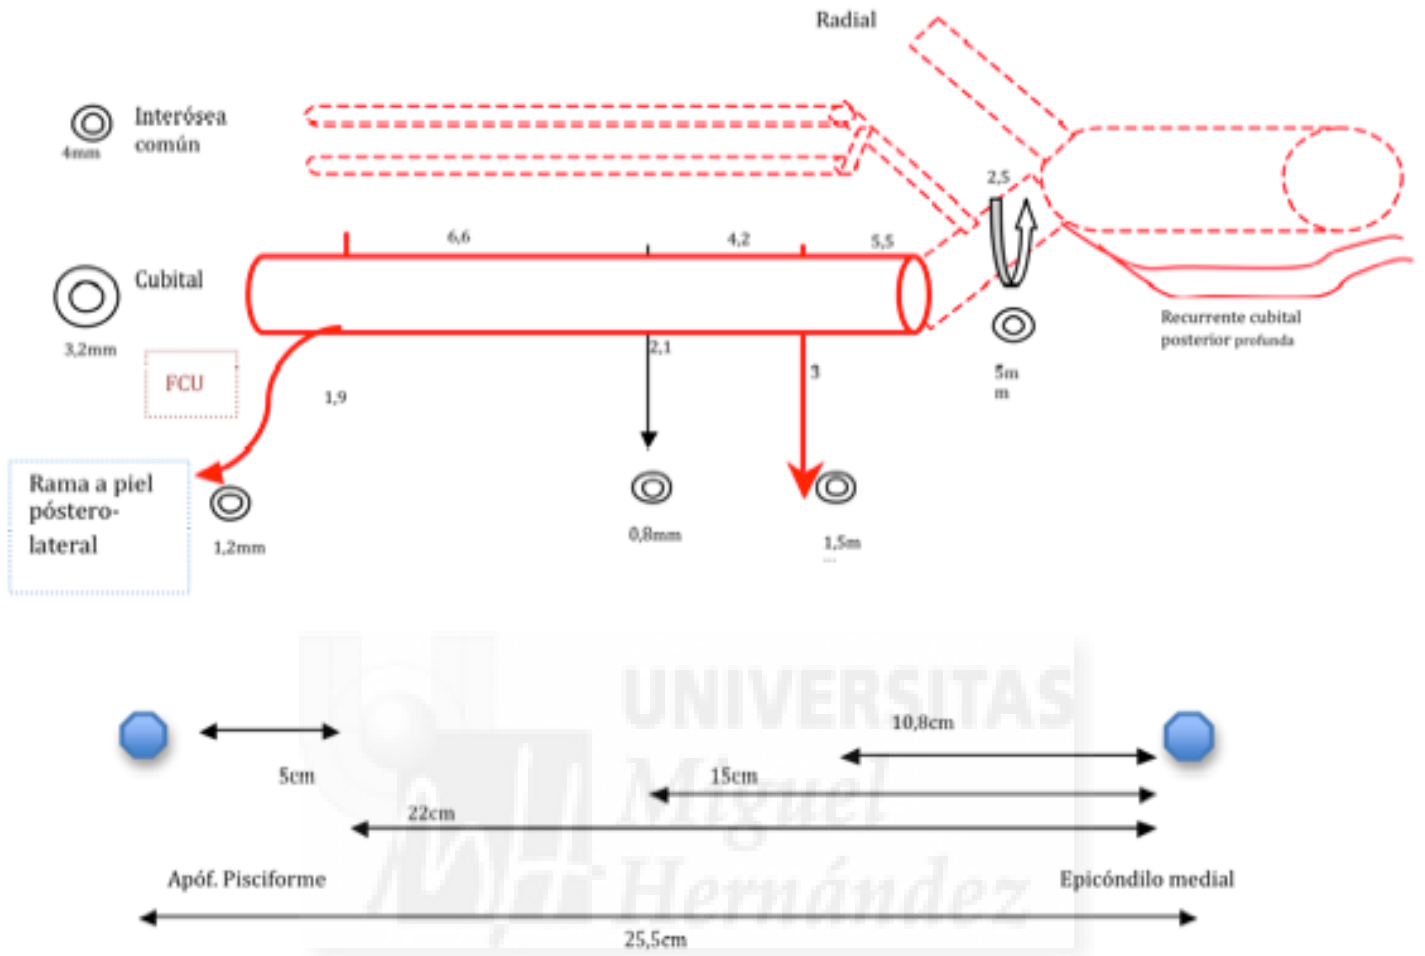 Radial
Interósea
común
4mm
2,5
6,6
4,2
5,5
Cubital
3,2mm
Recurrente cubital
posterior profunda
2,1
3
5m
m
FCU
1,9
Rama a piel
póstero-
lateral
1,2mm
0,8mm
1,5m
...
UNIVERSITAS
Miguel
Hernández
10,8cm
5cm
15cm
22cm
Apóf. Pisciforme
Epicóndilo medial
25,5cm